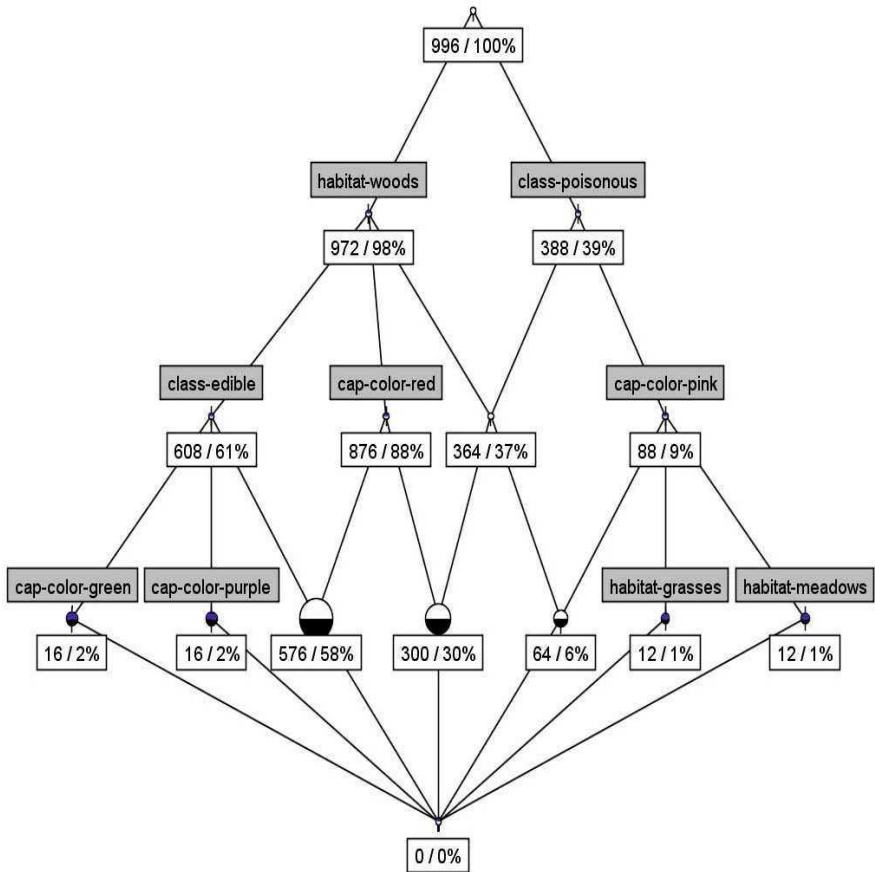 996 / 100%
habitat-woods
class-poisonous
972 / 98%
388 / 39%
class-edible
cap-color-red
cap-color-pink
608 / 61%
876 / 88%
364 / 37%
88 / 9%
cap-color-green
cap-color-purple
habitat-grasses
habitat-meadows
16 / 2%
16 / 2%
576 / 58%
300 / 30%
64 / 6%
12 / 1%
12 / 1%
0 / 0%